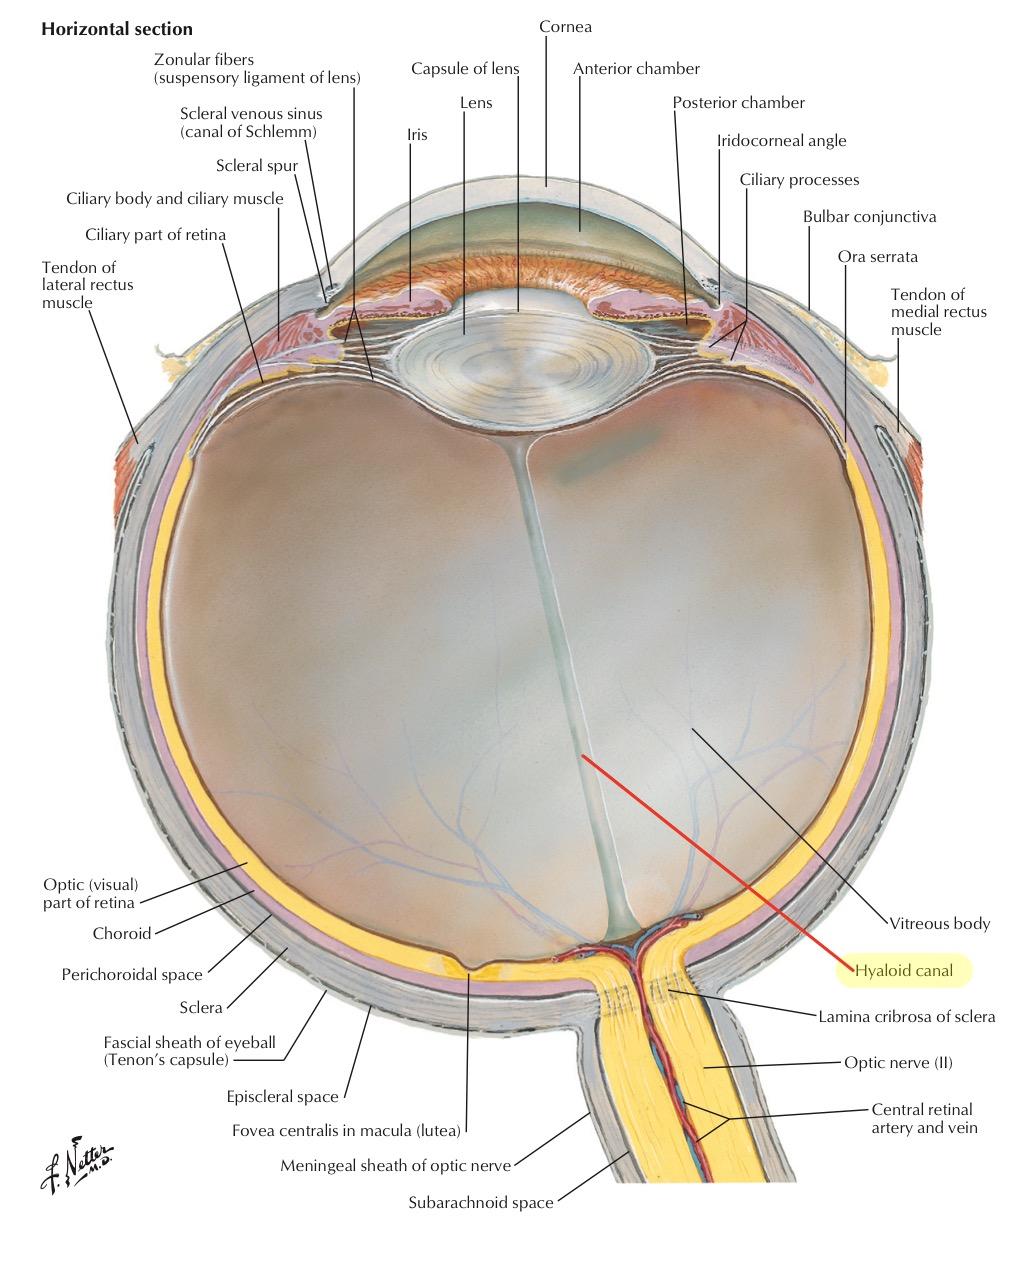 Horizontal section
Cornea
Zonular fibers
(suspensory ligament of lens)
Capsule of lens
Anterior chamber
Lens
Posterior chamber
Scleral venous sinus
(canal of Schlemm)
Iris
Iridocorneal angle
Scleral spur
Ciliary processes
Ciliary body and ciliary muscle
Bulbar conjunctiva
Ciliary part of retina
Ora serrata
Tendon of
lateral rectus
muscle
Tendon of
medial rectus
muscle
Optic (visual)
part of retina
Choroid
Vitreous body
Perichoroidal space
Hyaloid canal
Sclera
Lamina cribrosa of sclera
Fascial sheath of eyeball
(Tenon's capsule)
Optic nerve (II)
Episcleral space
Central retinal
artery and vein
Fovea centralis in macula (lutea)
Meningeal sheath of optic nerve
Subarachnoid space
F. Netter
M.D.